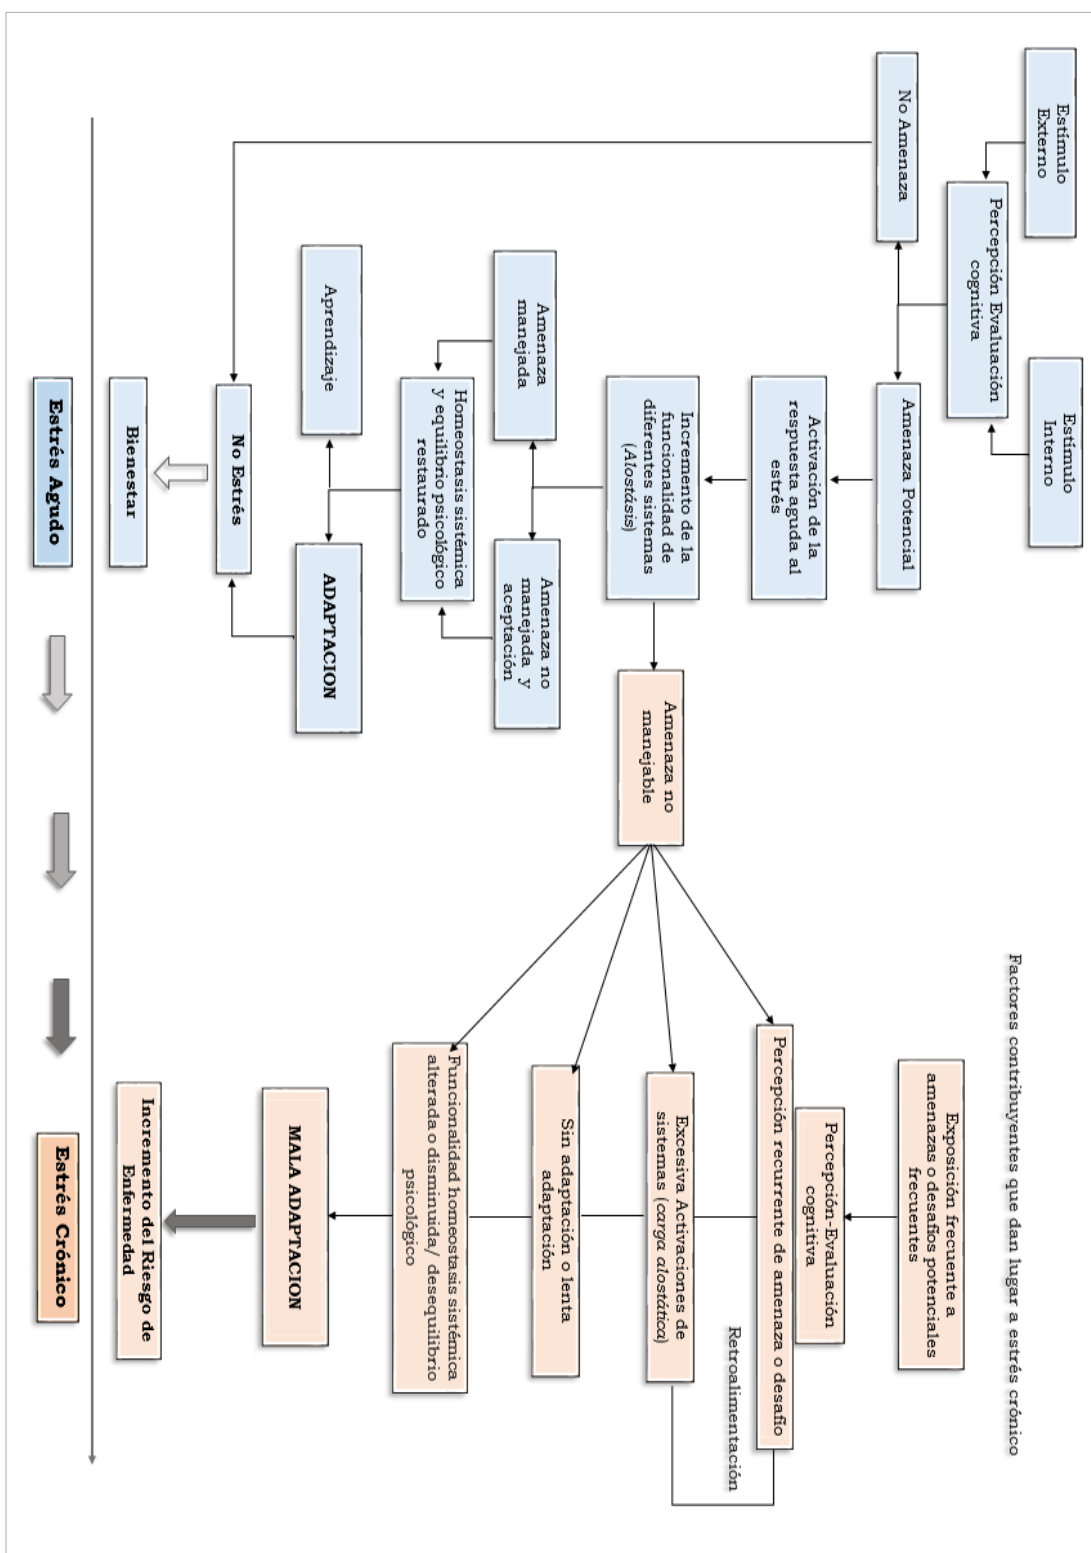 Factores contribuyentes que dan lugar a estrés crónico
Estímulo
Externo
Estímulo
Interno
Percepción Evaluación
cognitiva
No Amenaza
Amenaza Potencial
Activación de la
respuesta aguda al
estrés
Incremento de la
funcionalidad de
diferentes sistemas
(Alostásis)
Amenaza
manejada
Amenaza no
manejada y
aceptación
Homeostasis sistémica
y equilibrio psicológico
restaurado
Aprendizaje
ADAPTACION
No Estrés
Bienestar
Estrés Agudo
Amenaza no
manejable
Exposición frecuente a
amenazas o desafíos potenciales
frecuentes
Percepción-Evaluación
cognitiva
Percepción recurrente de amenaza o desafío
Retroalimentación
Excesiva Activaciones de
sistemas (carga alostática)
Sin adaptación o lenta
adaptación
Funcionalidad homeostasis sistémica
alterada o disminuida/ desequilibrio
psicológico
MALA ADAPTACION
Incremento del Riesgo de
Enfermedad
Estrés Crónico